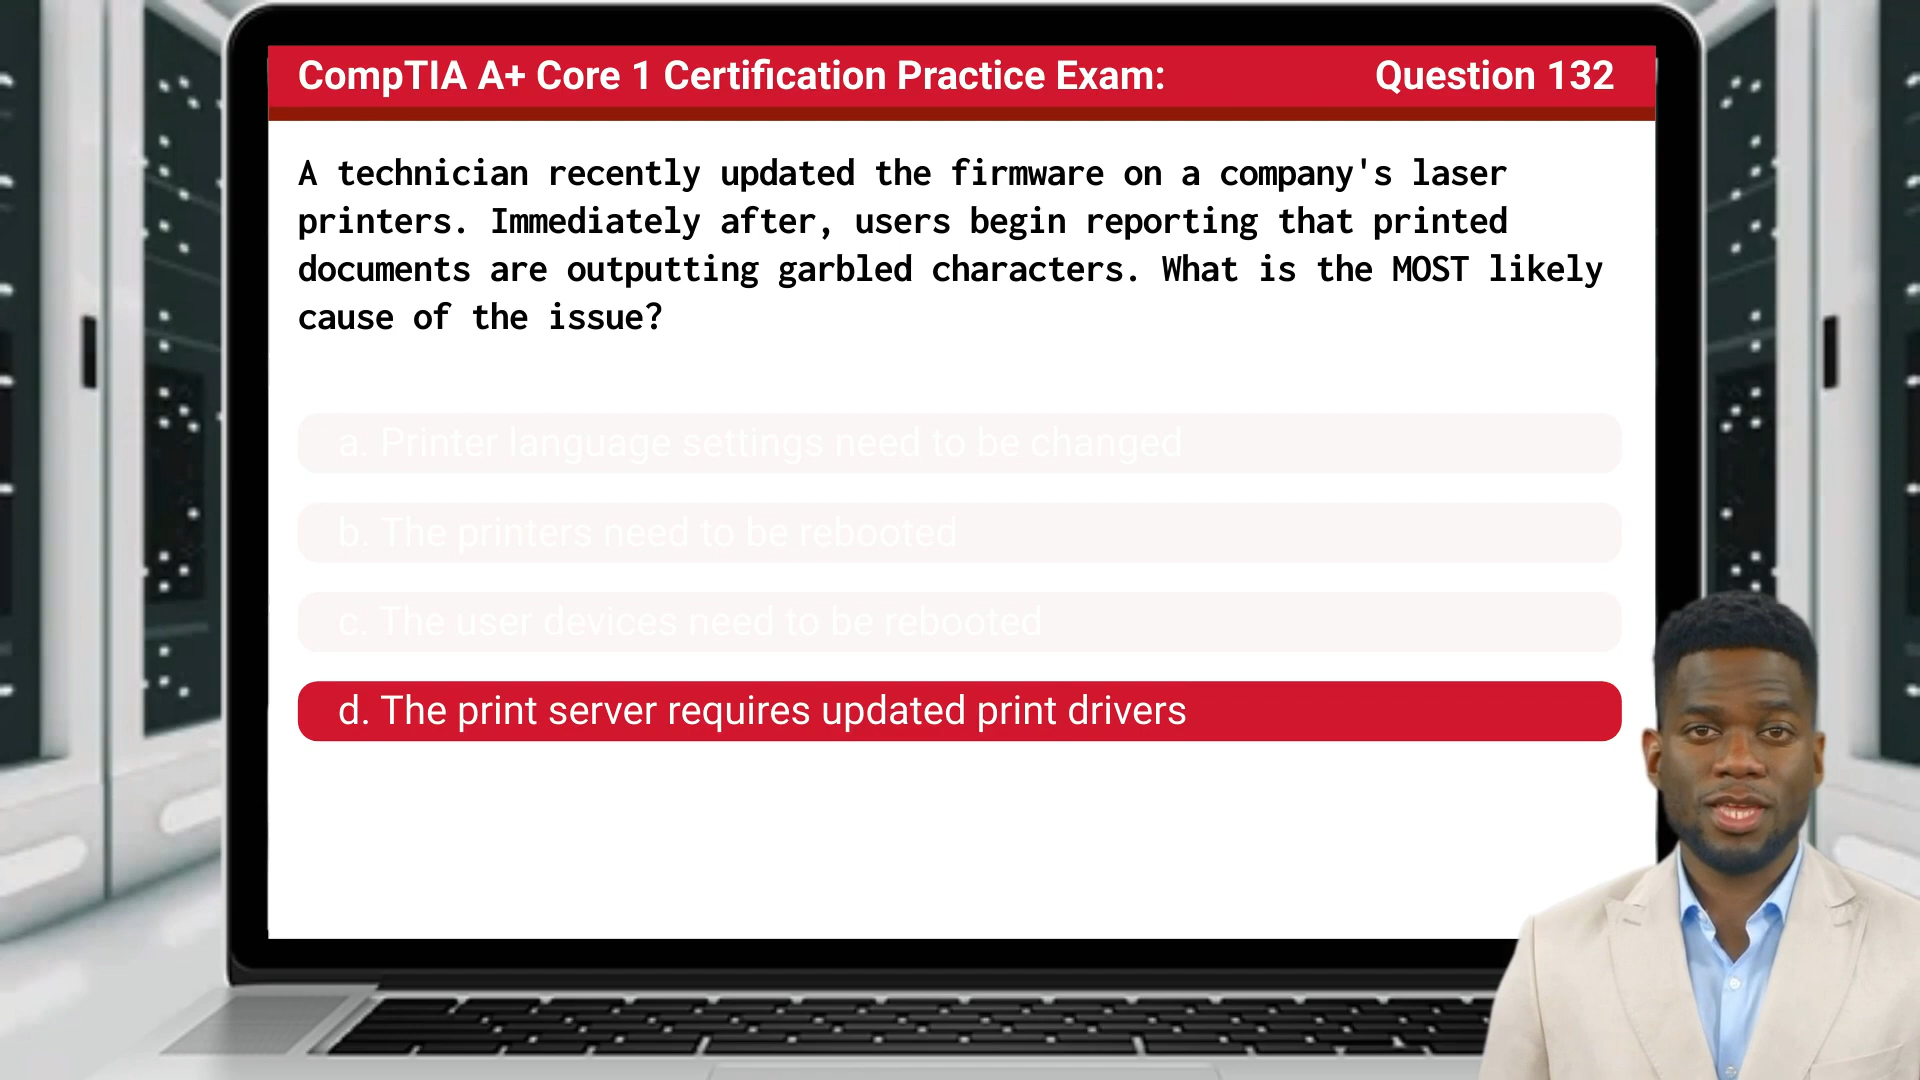 CompTIA A+ Core 1 Certification Practice Exam: Question 132
A technician recently updated the firmware on a company's laser
printers. Immediately after, users begin reporting that printed
documents are outputting garbled characters. What is the MOST likely
cause of the issue?
a. Printer language settings need to be changed
b. The printers need to be rebooted
c. The user devices need to be rebooted
d. The print server requires updated print drivers